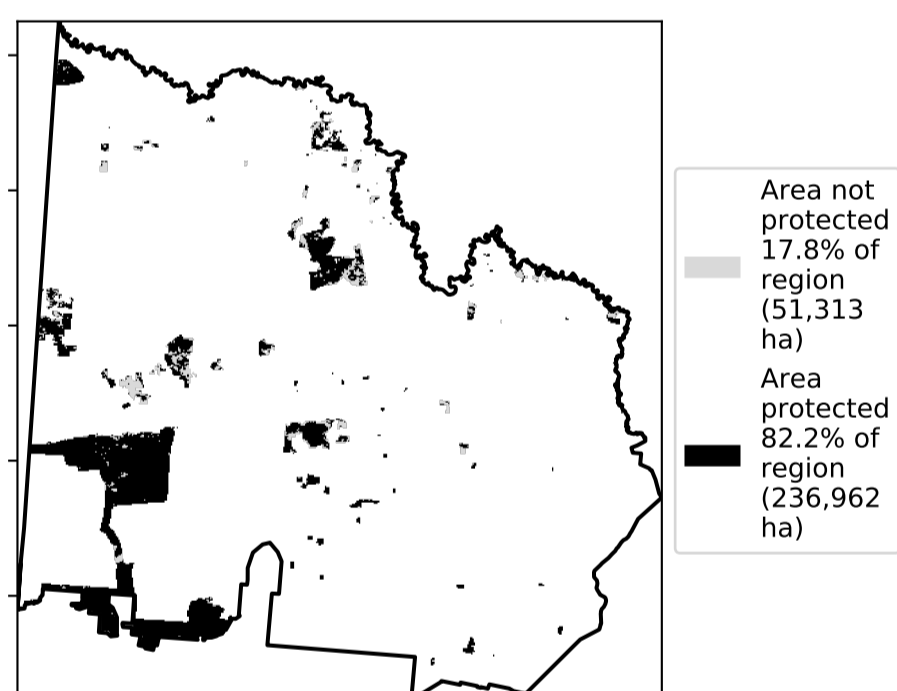 Area not
protected
17.8% of
region
(51,313
ha)
Area
protected
82.2% of
region
(236,962
ha)